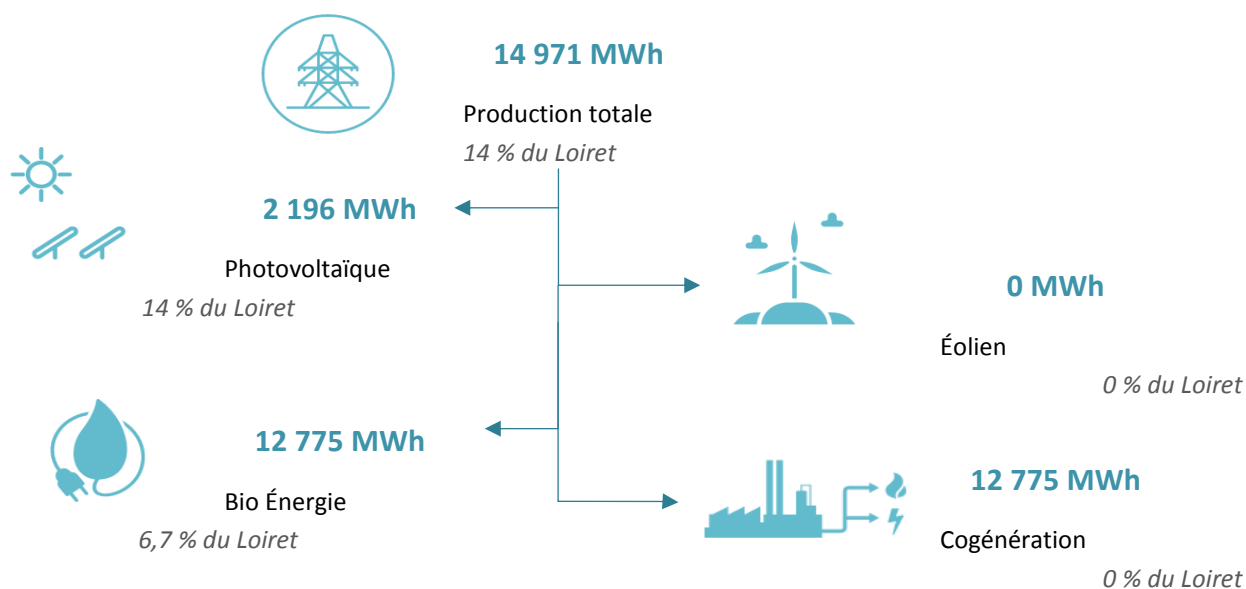 14 971 MWh
Production totale
14 % du Loiret
2 196 MWh
Photovoltaïque
14 % du Loiret
0 MWh
Éolien
0 % du Loiret
12 775 MWh
Bio Énergie
6,7 % du Loiret
12 775 MWh
Cogénération
0 % du Loiret